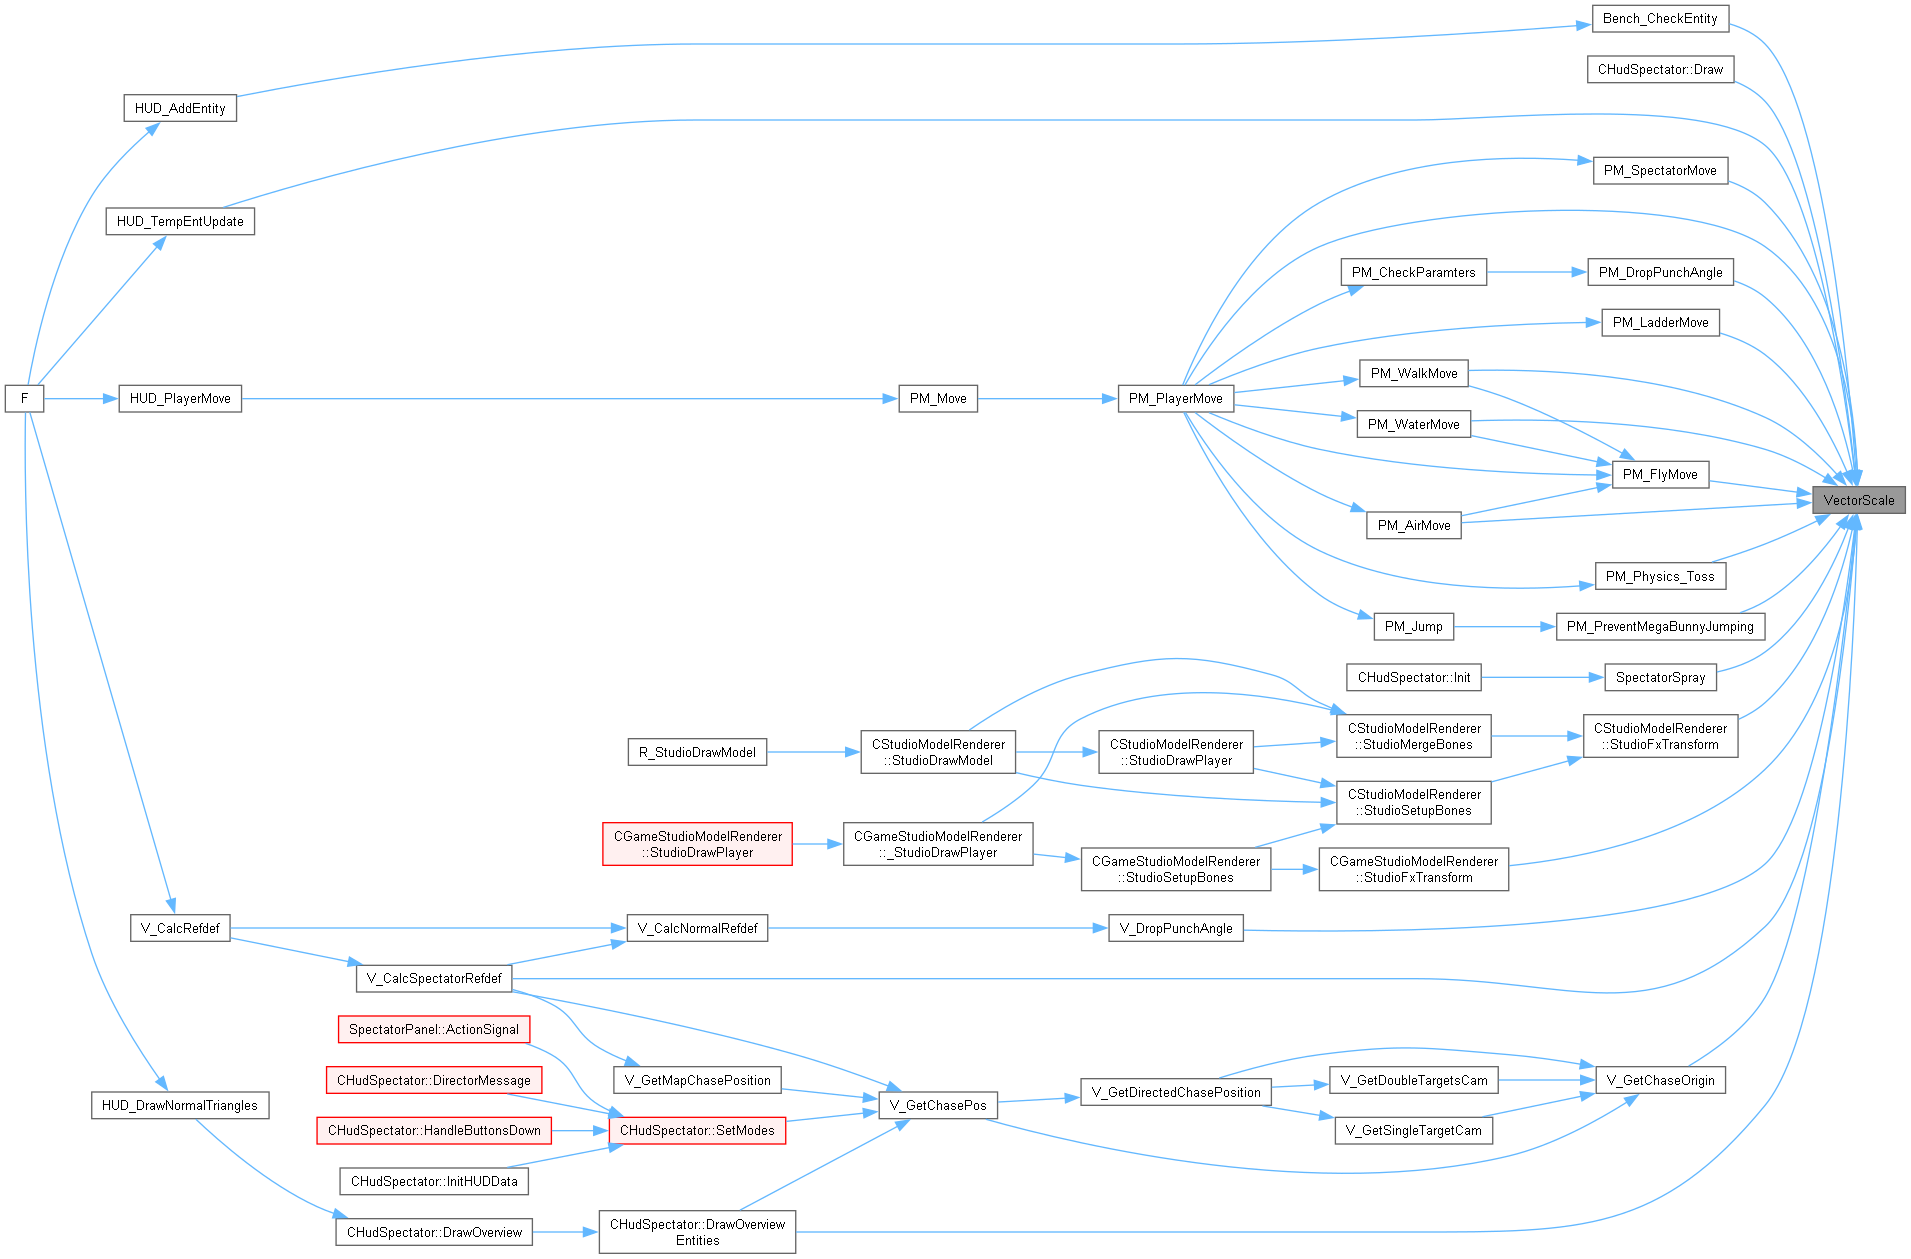 Bench_CheckEntity
CHudSpectator::Draw
HUD_AddEntity
PM_SpectatorMove
HUD_TempEntUpdate
PM_CheckParamters
PM_DropPunchAngle
PM_LadderMove
PM_WalkMove
F
HUD_PlayerMove
PM_Move
PM_PlayerMove
PM_WaterMove
PM_FlyMove
VectorScale
PM_AirMove
PM_Physics_Toss
PM_Jump
PM_PreventMegaBunnyJumping
CHudSpectator::Init
SpectatorSpray
R_StudioDrawModel
CStudioModelRenderer
::StudioDrawModel
CStudioModelRenderer
::StudioDrawPlayer
CStudioModelRenderer
::StudioMergeBones
CStudioModelRenderer
::StudioFxTransform
CStudioModelRenderer
::StudioSetupBones
CGameStudioModelRenderer
::StudioDrawPlayer
CGameStudioModelRenderer
::_StudioDrawPlayer
CGameStudioModelRenderer
::StudioSetupBones
CGameStudioModelRenderer
::StudioFxTransform
V_CalcRefdef
V_CalcNormalRefdef
V_DropPunchAngle
V_CalcSpectatorRefdef
SpectatorPanel::ActionSignal
CHudSpectator::DirectorMessage
V_GetMapChasePosition
V_GetDirectedChasePosition
V_GetDoubleTargetsCam
V_GetChaseOrigin
HUD_DrawNormalTriangles
V_GetChasePos
CHudSpectator::HandleButtonsDown
CHudSpectator::SetModes
V_GetSingleTargetCam
CHudSpectator::InitHUDData
CHudSpectator::DrawOverview
CHudSpectator::DrawOverview
Entities